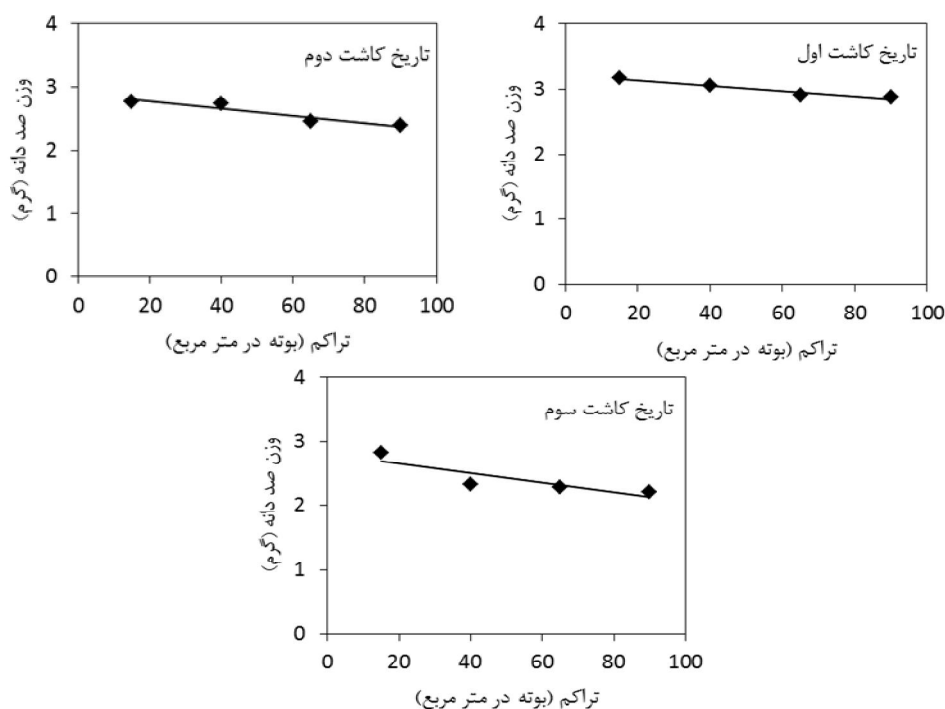 تاریخ کاشت اول
وزن صد دانه (گرم)
4
3
2
1
0
0 20 40 60 80 100
تراکم (بوته در متر مربع)
تاریخ کاشت دوم
وزن صد دانه (گرم)
4
3
2
1
0
0 20 40 60 80 100
تراکم (بوته در متر مربع)
تاریخ کاشت سوم
وزن صد دانه (گرم)
4
3
2
1
0
0 20 40 60 80 100
تراکم (بوته در متر مربع)